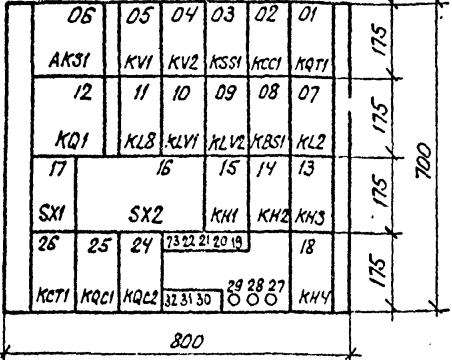 06 05 04 03 02 01
AKS1 KV1 KV2 KSS1 KCC1 KQT1
175
12 11 10 09 08 07
KQ1 KL8 KLV1 KLV2 KBS1 KL2
175
700
17 16 15 14 13
SX1 SX2 KH1 KH2 KH3
175
26 25 24 23 22 21 20 19 18
KCT1 KQC1 KQC2 32 31 30 29 28 27 KH4
175
800